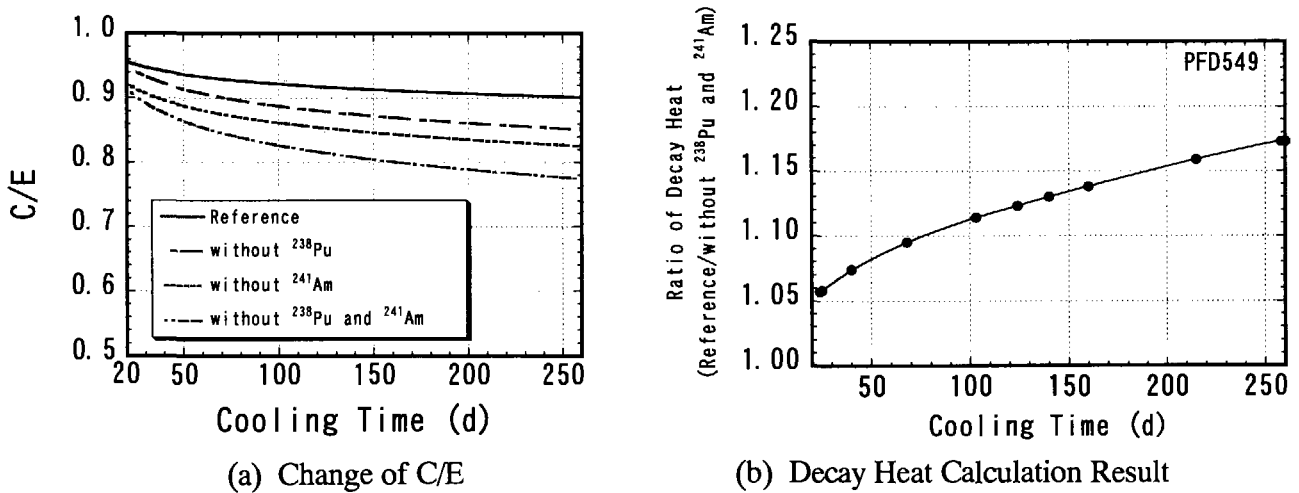 1.0
0.9
0.8
0.7
0.6
0.5
C/E
Reference
without ²³⁸Pu
without ²⁴¹Am
without ²³⁸Pu and ²⁴¹Am
20 50 100 150 200 250
Cooling Time (d)
(a) Change of C/E
Ratio of Decay Heat
(Reference/without ²³⁸Pu and ²⁴¹Am)
1.25
1.20
1.15
1.10
1.05
1.00
PFD549
50 100 150 200 250
Cooling Time (d)
(b) Decay Heat Calculation Result